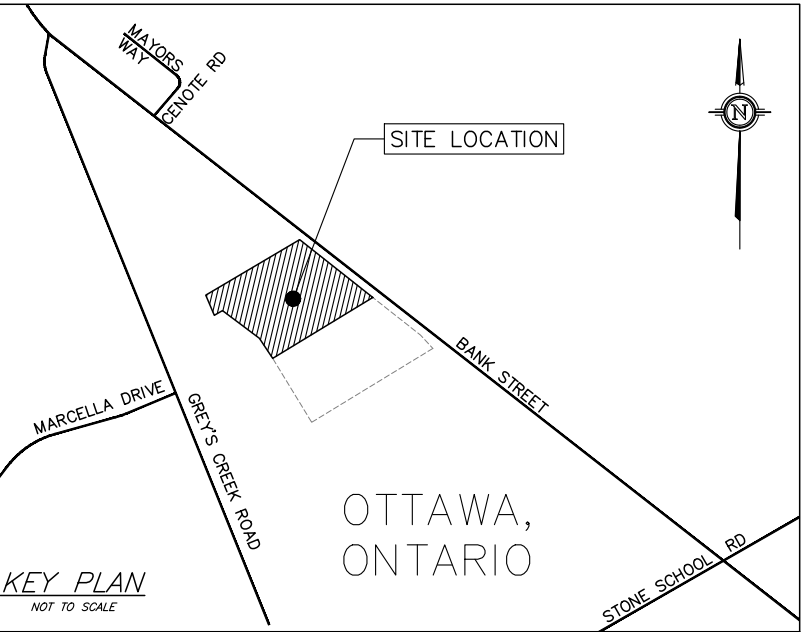 MAYORS
WAY
CENOTE RD
N
SITE LOCATION
BANK STREET
MARCELLA DRIVE
GREY'S CREEK ROAD
OTTAWA,
ONTARIO
STONE SCHOOL RD
KEY PLAN
NOT TO SCALE